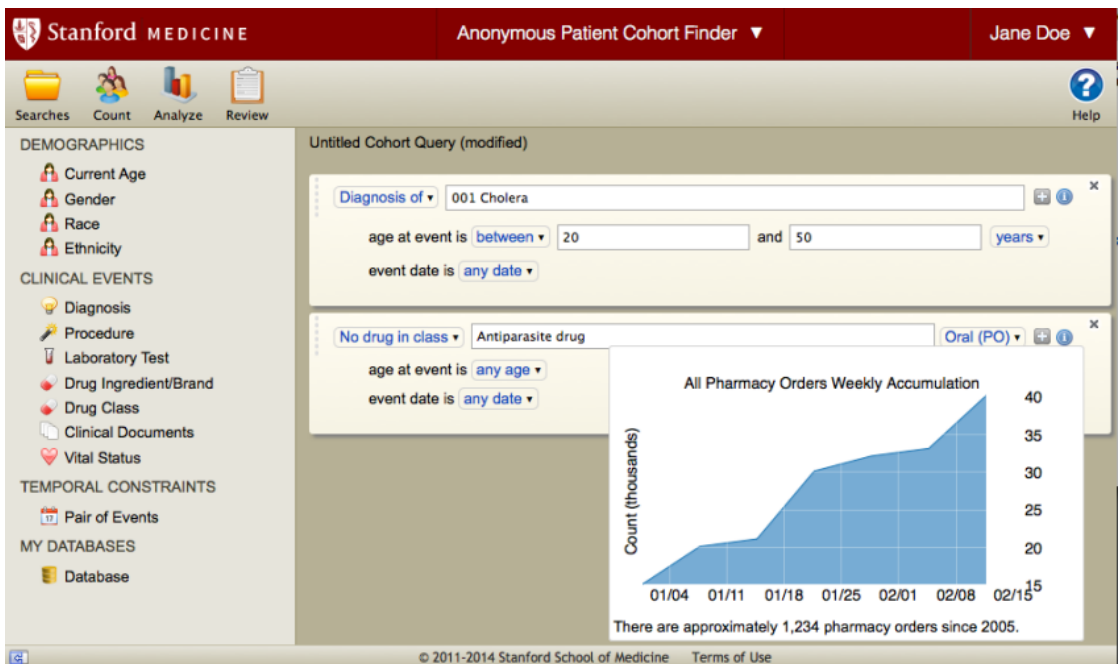 Stanford MEDICINE
Anonymous Patient Cohort Finder ▼
Jane Doe ▼
Searches Count Analyze Review
Help
DEMOGRAPHICS
Current Age
Gender
Race
Ethnicity
CLINICAL EVENTS
Diagnosis
Procedure
Laboratory Test
Drug Ingredient/Brand
Drug Class
Clinical Documents
Vital Status
TEMPORAL CONSTRAINTS
17 Pair of Events
MY DATABASES
Database
Untitled Cohort Query (modified)
Diagnosis of ▾ 001 Cholera
age at event is between ▾ 20 and 50 years ▾
event date is any date ▾
No drug in class ▾ Antiparasite drug Oral (PO) ▾
age at event is any age ▾
event date is any date ▾
All Pharmacy Orders Weekly Accumulation
Count (thousands)
40
35
30
25
20
15
01/04 01/11 01/18 01/25 02/01 02/08 02/15
There are approximately 1,234 pharmacy orders since 2005.
© 2011-2014 Stanford School of Medicine Terms of Use